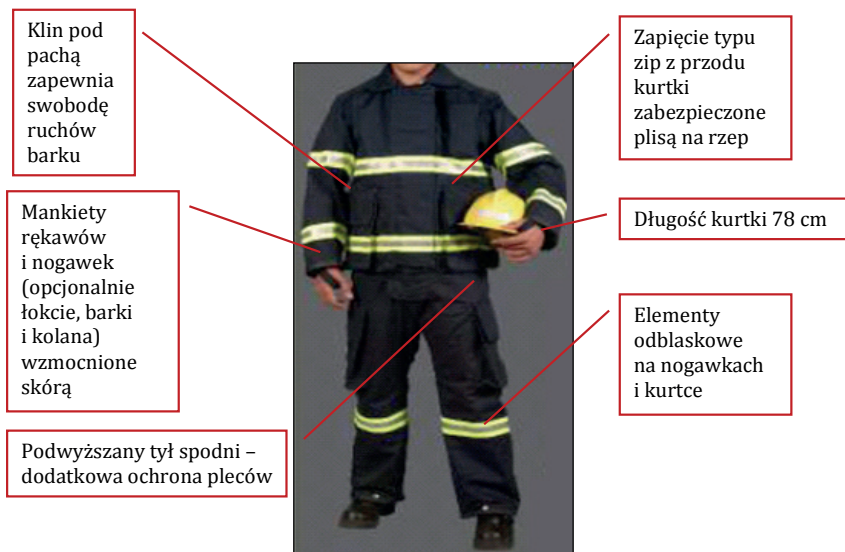 Klin pod
pachą
zapewnia
swobodę
ruchów
barku
Mankiety
rękawów
i nogawek
(opcjonalnie
łokcie, barki
i kolana)
wzmocnione
skórą
Podwyższany tył spodni –
dodatkowa ochrona pleców
Zapięcie typu
zip z przodu
kurtki
zabezpieczone
plisą na rzep
Długość kurtki 78 cm
Elementy
odblaskowe
na nogawkach
i kurtce